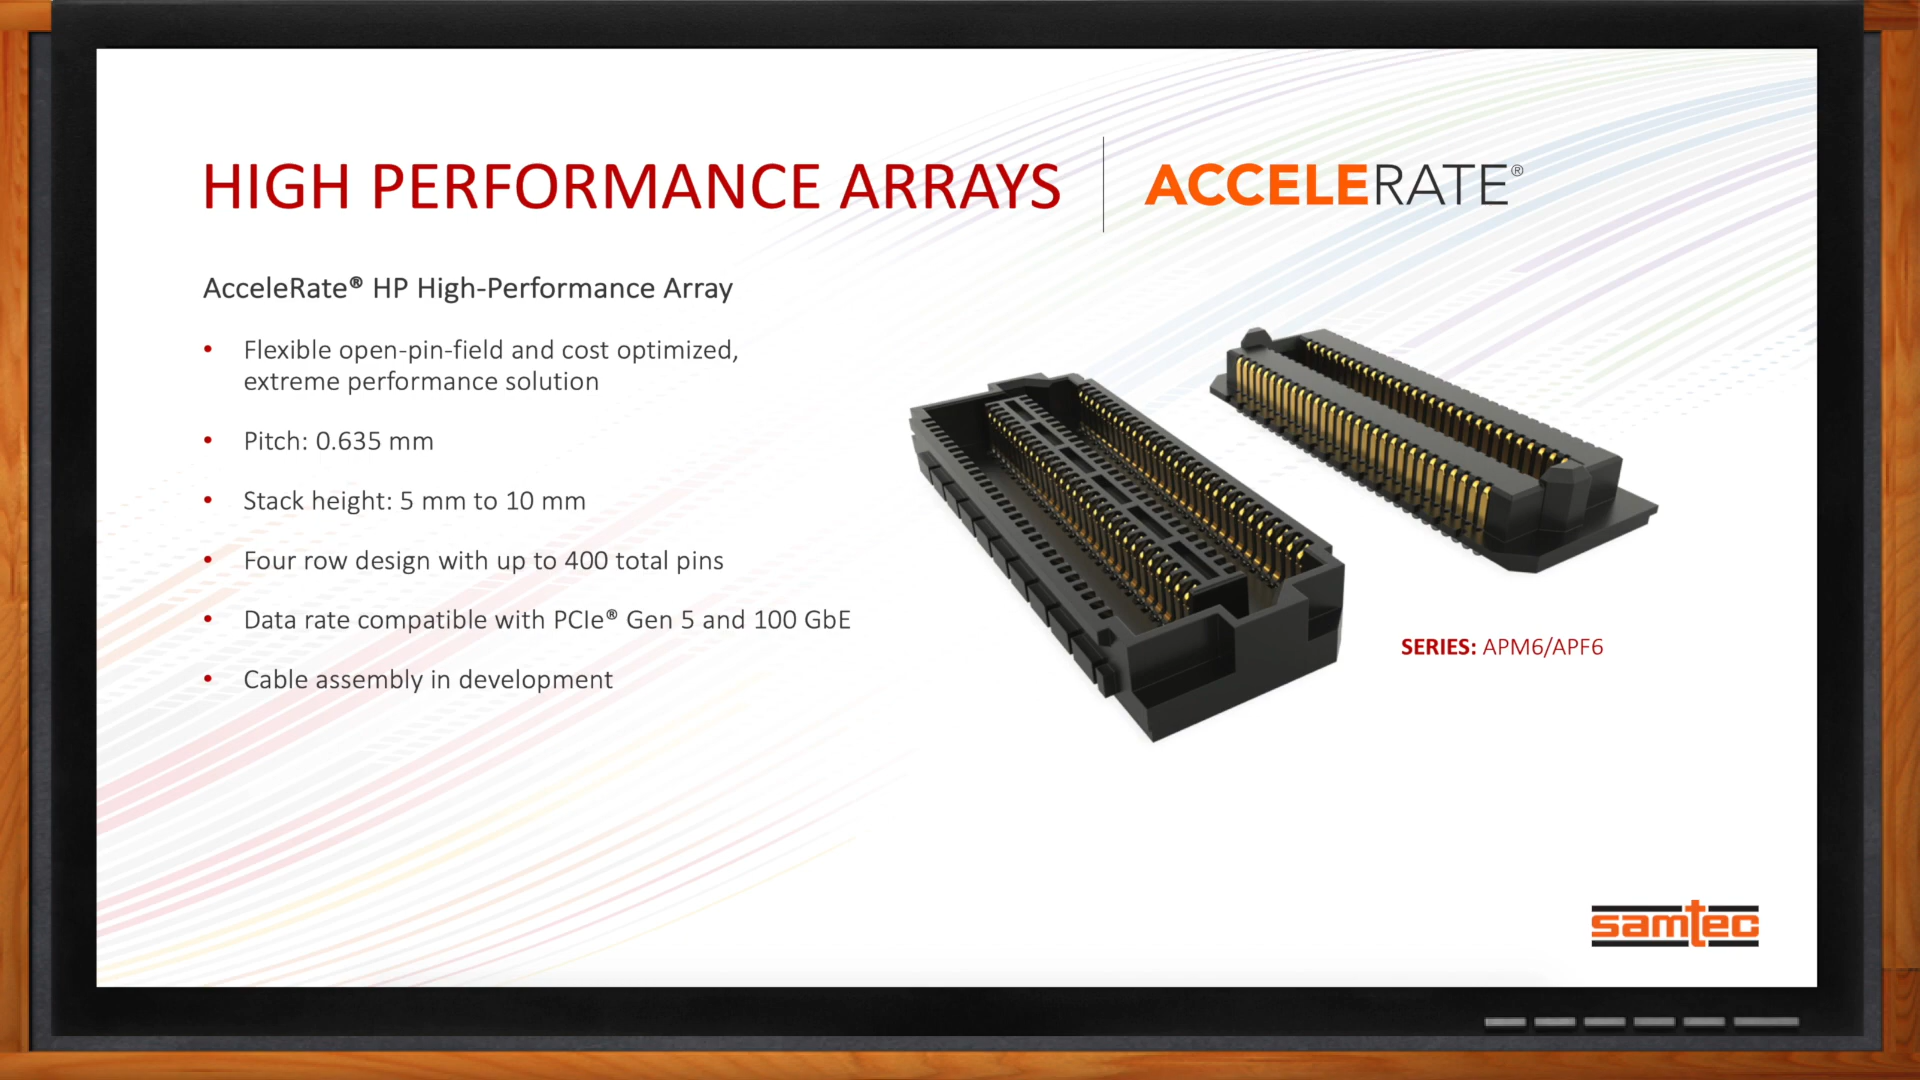 HIGH PERFORMANCE ARRAYS
ACCELERATE®
AcceleRate® HP High-Performance Array
• Flexible open-pin-field and cost optimized,
extreme performance solution
• Pitch: 0.635 mm
• Stack height: 5 mm to 10 mm
• Four row design with up to 400 total pins
• Data rate compatible with PCIe® Gen 5 and 100 GbE
• Cable assembly in development
SERIES: APM6/APF6
samtec